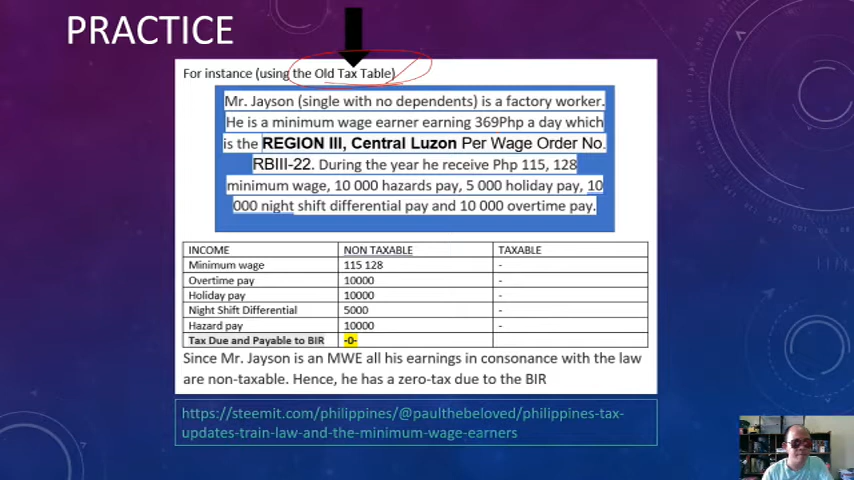 PRACTICE
For instance (using the Old Tax Table)
Mr. Jayson (single with no dependents) is a factory worker.
He is a minimum wage earner earning 369Php a day which
is the REGION III, Central Luzon Per Wage Order No.
RBIII-22. During the year he receive Php 115, 128
minimum wage, 10 000 hazards pay, 5 000 holiday pay, 10
000 night shift differential pay and 10 000 overtime pay.
INCOME NON TAXABLE TAXABLE
Minimum wage 115 128 -
Overtime pay 10000 -
Holiday pay 10000 -
Night Shift Differential 5000 -
Hazard pay 10000 -
Tax Due and Payable to BIR -0-
Since Mr. Jayson is an MWE all his earnings in consonance with the law
are non-taxable. Hence, he has a zero-tax due to the BIR
https://steemit.com/philippines/@paulthebeloved/philippines-tax-
updates-train-law-and-the-minimum-wage-earners